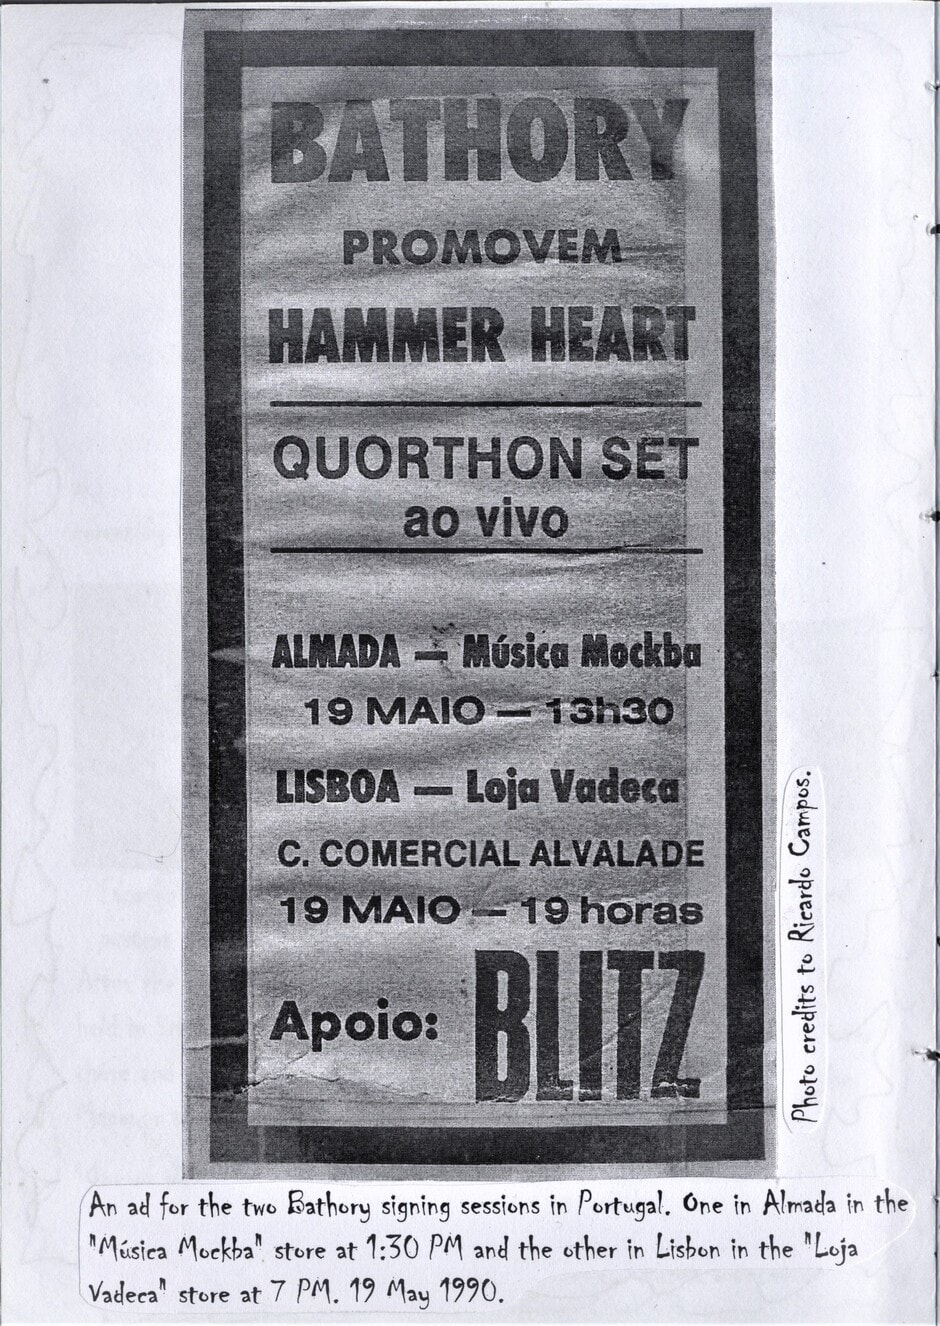 BATHORY
PROMOVEM
HAMMER HEART
QUORTHON SET
ao vivo
ALMADA — Música Mockba
19 MAIO — 13h30
LISBOA — Loja Vadeca
C. COMERCIAL ALVALADE
19 MAIO — 19 horas
Apoio: BLITZ
Photo credits to Ricardo Campos.
An ad for the two Bathory signing sessions in Portugal. One in Almada in the
"Música Mockba" store at 1:30 PM and the other in Lisbon in the "Loja
Vadeca" store at 7 PM. 19 May 1990.